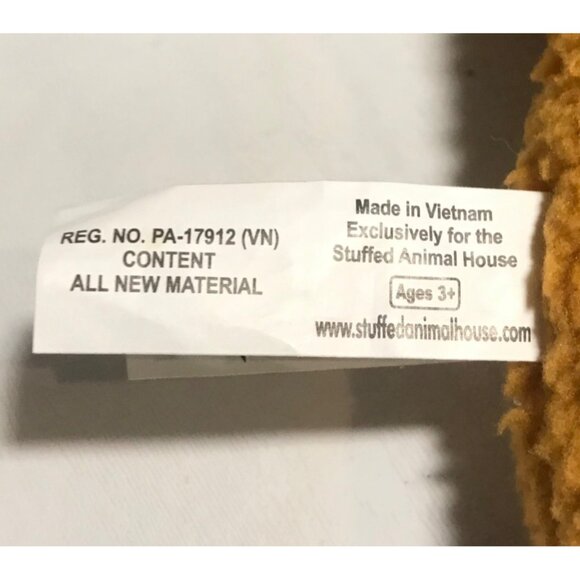 REG. NO. PA-17912 (VN)
CONTENT
ALL NEW MATERIAL
Made in Vietnam
Exclusively for the
Stuffed Animal House
Ages 3+
www.stuffedanimalhouse.com